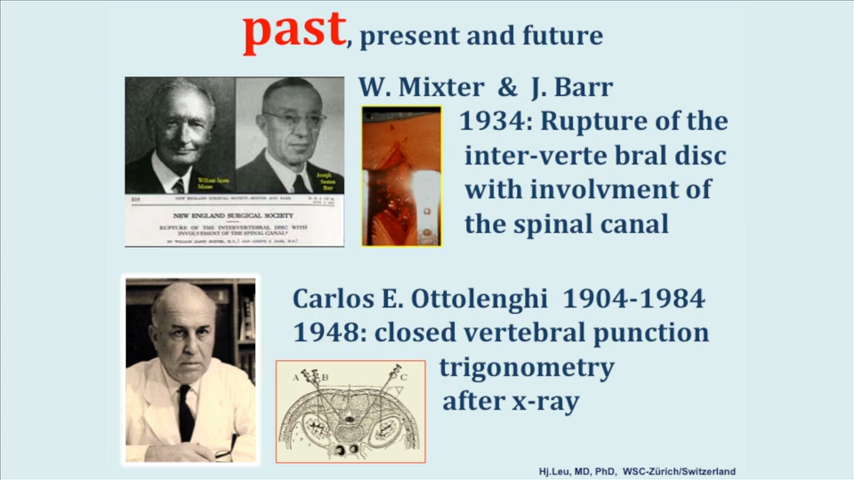 past, present and future
W. Mixter & J. Barr
1934: Rupture of the
inter-verte bral disc
with involvment of
the spinal canal
William Jason
Mixter
Joseph
Barr
NEW ENGLAND SURGICAL SOCIETY
RUPTURE OF THE INTERVERTEBRAL DISC WITH
INVOLVEMENT OF THE SPINAL CANAL*
Carlos E. Ottolenghi 1904-1984
1948: closed vertebral punction
trigonometry
after x-ray
A B C
Hj.Leu, MD, PhD, WSC-Zürich/Switzerland